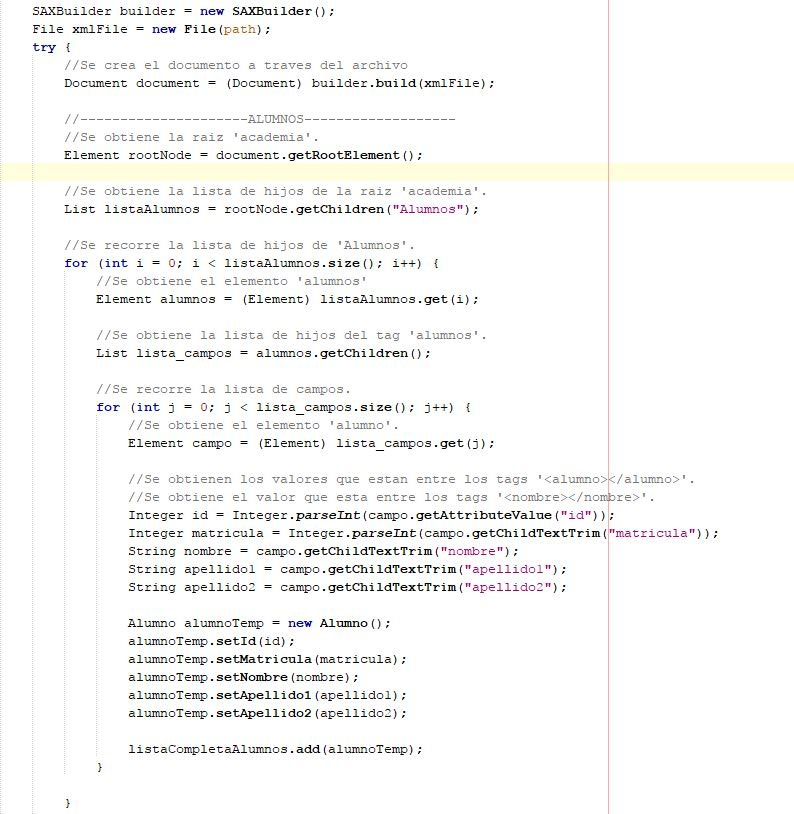 SAXBuilder builder = new SAXBuilder();
File xmlFile = new File(path);
try {
//Se crea el documento a traves del archivo
Document document = (Document) builder.build(xmlFile);
//---------------------ALUMNOS-------------------
//Se obtiene la raiz 'academia'.
Element rootNode = document.getRootElement();
//Se obtiene la lista de hijos de la raiz 'academia'.
List listaAlumnos = rootNode.getChildren("Alumnos");
//Se recorre la lista de hijos de 'Alumnos'.
for (int i = 0; i < listaAlumnos.size(); i++) {
//Se obtiene el elemento 'alumnos'
Element alumnos = (Element) listaAlumnos.get(i);
//Se obtiene la lista de hijos del tag 'alumnos'.
List lista_campos = alumnos.getChildren();
//Se recorre la lista de campos.
for (int j = 0; j < lista_campos.size(); j++) {
//Se obtiene el elemento 'alumno'.
Element campo = (Element) lista_campos.get(j);
//Se obtienen los valores que estan entre los tags '<alumno></alumno>'.
//Se obtiene el valor que esta entre los tags '<nombre></nombre>'.
Integer id = Integer.parseInt(campo.getAttributeValue("id"));
Integer matricula = Integer.parseInt(campo.getChildTextTrim("matricula"));
String nombre = campo.getChildTextTrim("nombre");
String apellido1 = campo.getChildTextTrim("apellido1");
String apellido2 = campo.getChildTextTrim("apellido2");
Alumno alumnoTemp = new Alumno();
alumnoTemp.setId(id);
alumnoTemp.setMatricula(matricula);
alumnoTemp.setNombre(nombre);
alumnoTemp.setApellido1(apellido1);
alumnoTemp.setApellido2(apellido2);
listaCompletaAlumnos.add(alumnoTemp);
}
}